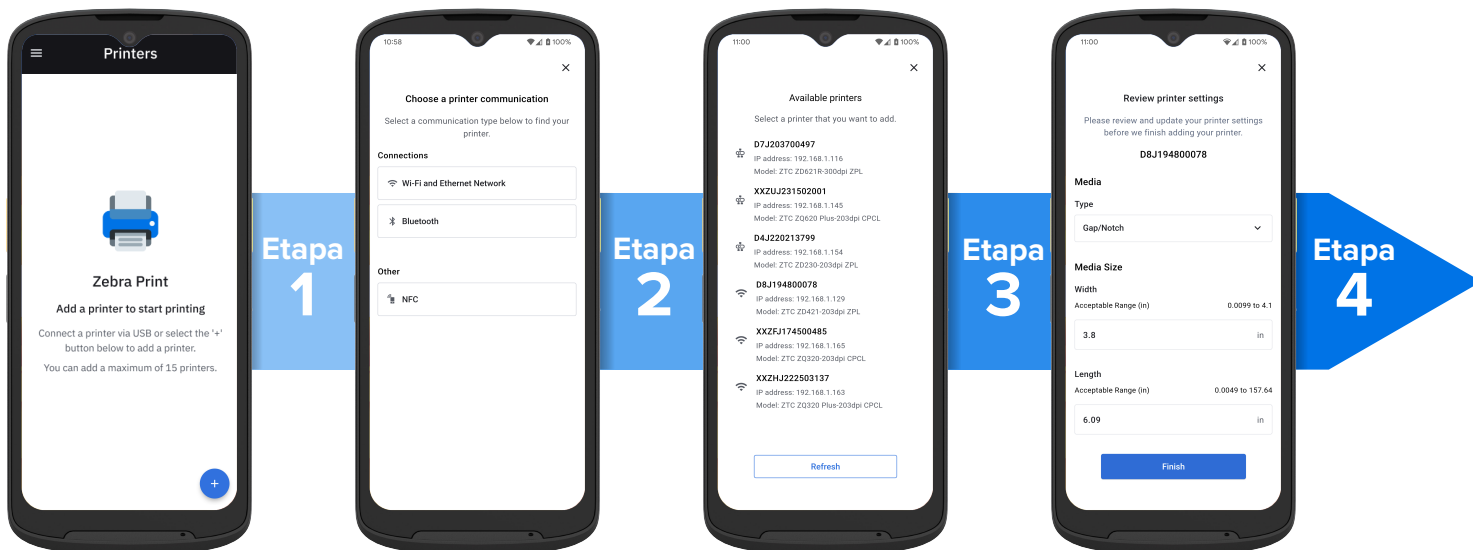 Printers
Zebra Print
Add a printer to start printing
Connect a printer via USB or select the '+'
button below to add a printer.
You can add a maximum of 15 printers.
+
Etapa
1
10:58
100%
Choose a printer communication
Select a communication type below to find your
printer.
Connections
Wi-Fi and Ethernet Network
Bluetooth
Other
NFC
Etapa
2
11:00
100%
Available printers
Select a printer that you want to add.
D7J203700497
IP address: 192.168.1.116
Model: ZTC ZD621R-300dpi ZPL
XXZUJ231502001
IP address: 192.168.1.145
Model: ZTC ZQ620 Plus-203dpi CPCL
D4J220213799
IP address: 192.168.1.154
Model: ZTC ZD230-203dpi ZPL
D8J194800078
IP address: 192.168.1.129
Model: ZTC ZD421-203dpi ZPL
XXZFJ174500485
IP address: 192.168.1.165
Model: ZTC ZQ320-203dpi CPCL
XXZHJ222503137
IP address: 192.168.1.163
Model: ZTC ZQ320 Plus-203dpi CPCL
Refresh
Etapa
3
11:00
100%
Review printer settings
Please review and update your printer settings
before we finish adding your printer.
D8J194800078
Media
Type
Gap/Notch
Media Size
Width
Acceptable Range (in) 0.0099 to 4.1
3.8 in
Length
Acceptable Range (in) 0.0049 to 157.64
6.09 in
Finish
Etapa
4